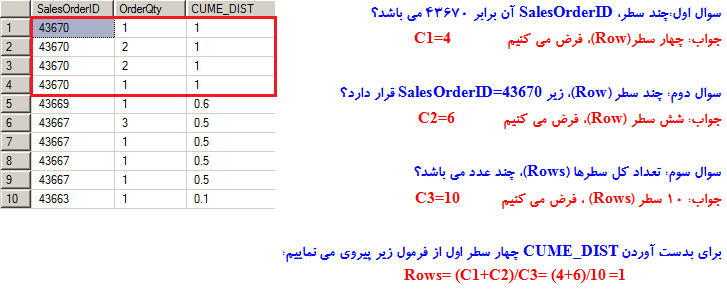 SalesOrderID OrderQty CUME_DIST
1 43670 1 1
2 43670 2 1
3 43670 2 1
4 43670 1 1
5 43669 1 0.6
6 43667 3 0.5
7 43667 1 0.5
8 43667 1 0.5
9 43667 1 0.5
10 43663 1 0.1
سوال اول:چند سطر، SalesOrderID آن برابر ۴۳۶۷۰ می باشد؟
جواب: چهار سطر(Row)، فرض می کنیم C1=4
سوال دوم: چند سطر (Row)، زیر SalesOrderID=43670 قرار دارد؟
جواب: شش سطر (Row)، فرض می کنیم C2=6
سوال سوم: تعداد کل سطرها (Rows)، چند عدد می باشد؟
جواب: ۱۰ سطر (Rows) ، فرض می کنیم C3=10
برای بدست آوردن CUME_DIST چهار سطر اول از فرمول زیر پیروی می نماییم:
Rows= (C1+C2)/C3= (4+6)/10 =1